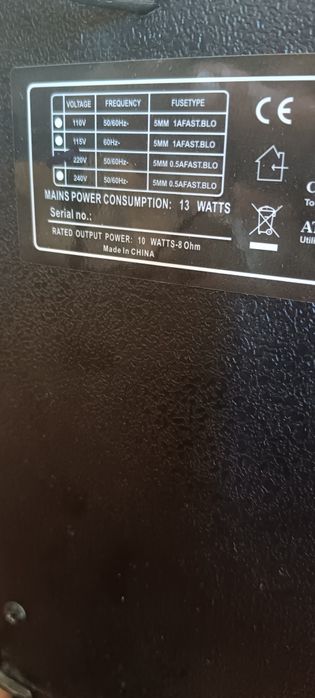 VOLTAGE FREQUENCY FUSETYPE
110V 50/60Hz~ 5MM 1AFAST.BLO
115V 60Hz~ 5MM 1AFAST.BLO
220V 50/60Hz~ 5MM 0.5AFAST.BLO
240V 50/60Hz~ 5MM 0.5AFAST.BLO
MAINS POWER CONSUMPTION: 13 WATTS
Serial no.:
RATED OUTPUT POWER: 10 WATTS-8 Ohm
Made In CHINA
CE